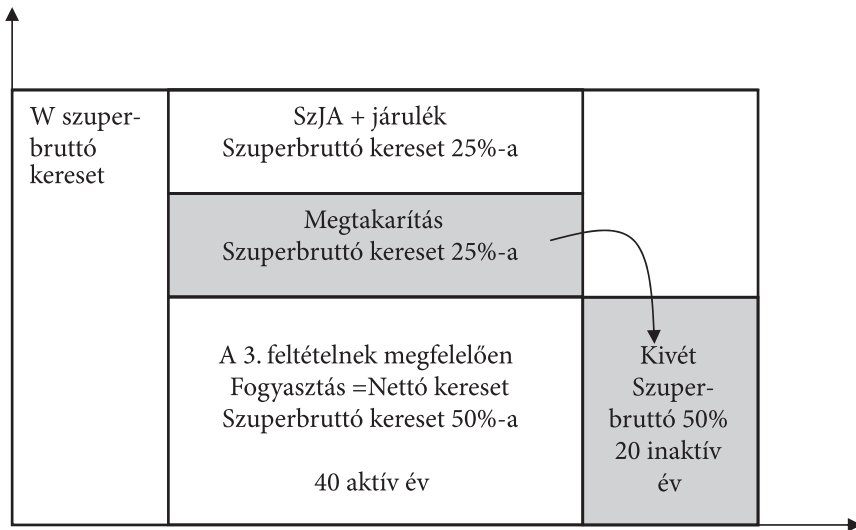 W szuper-
bruttó
kereset
SzJA + járulék
Szuperbruttó kereset 25%-a
Megtakarítás
Szuperbruttó kereset 25%-a
A 3. feltételnek megfelelően
Fogyasztás =Nettó kereset
Szuperbruttó kereset 50%-a
40 aktív év
Kivét
Szuper-
bruttó 50%
20 inaktív
év